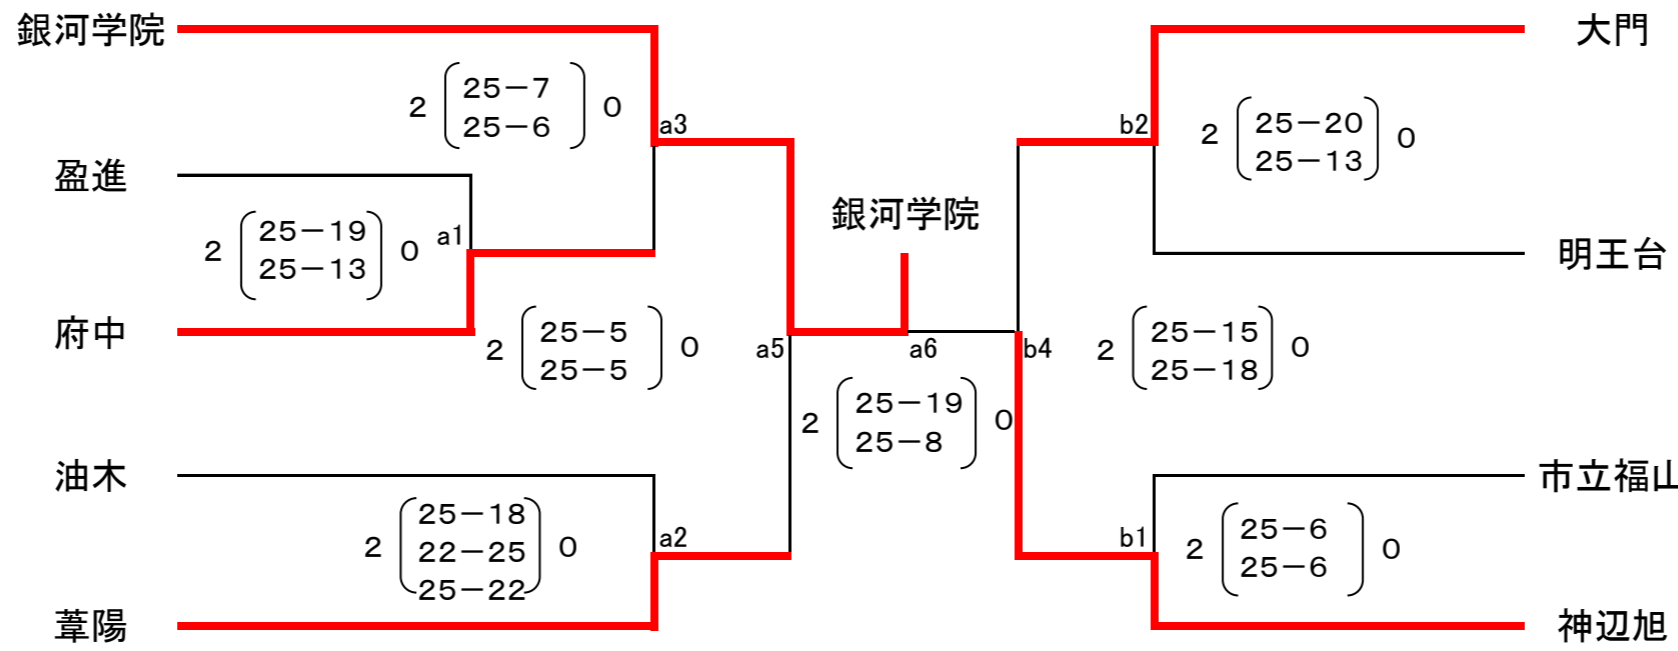 銀河学院
大門
2 25－7 0
25－6
a3
b2
2 25－20 0
25－13
盈進
銀河学院
2 25－19 0
25－13
a1
明王台
府中
2 25－5 0
25－5
a5
a6
b4
2 25－15 0
25－18
2 25－19 0
25－8
油木
市立福山
2 25－18 0
22－25
25－22
a2
b1
2 25－6 0
25－6
葦陽
神辺旭